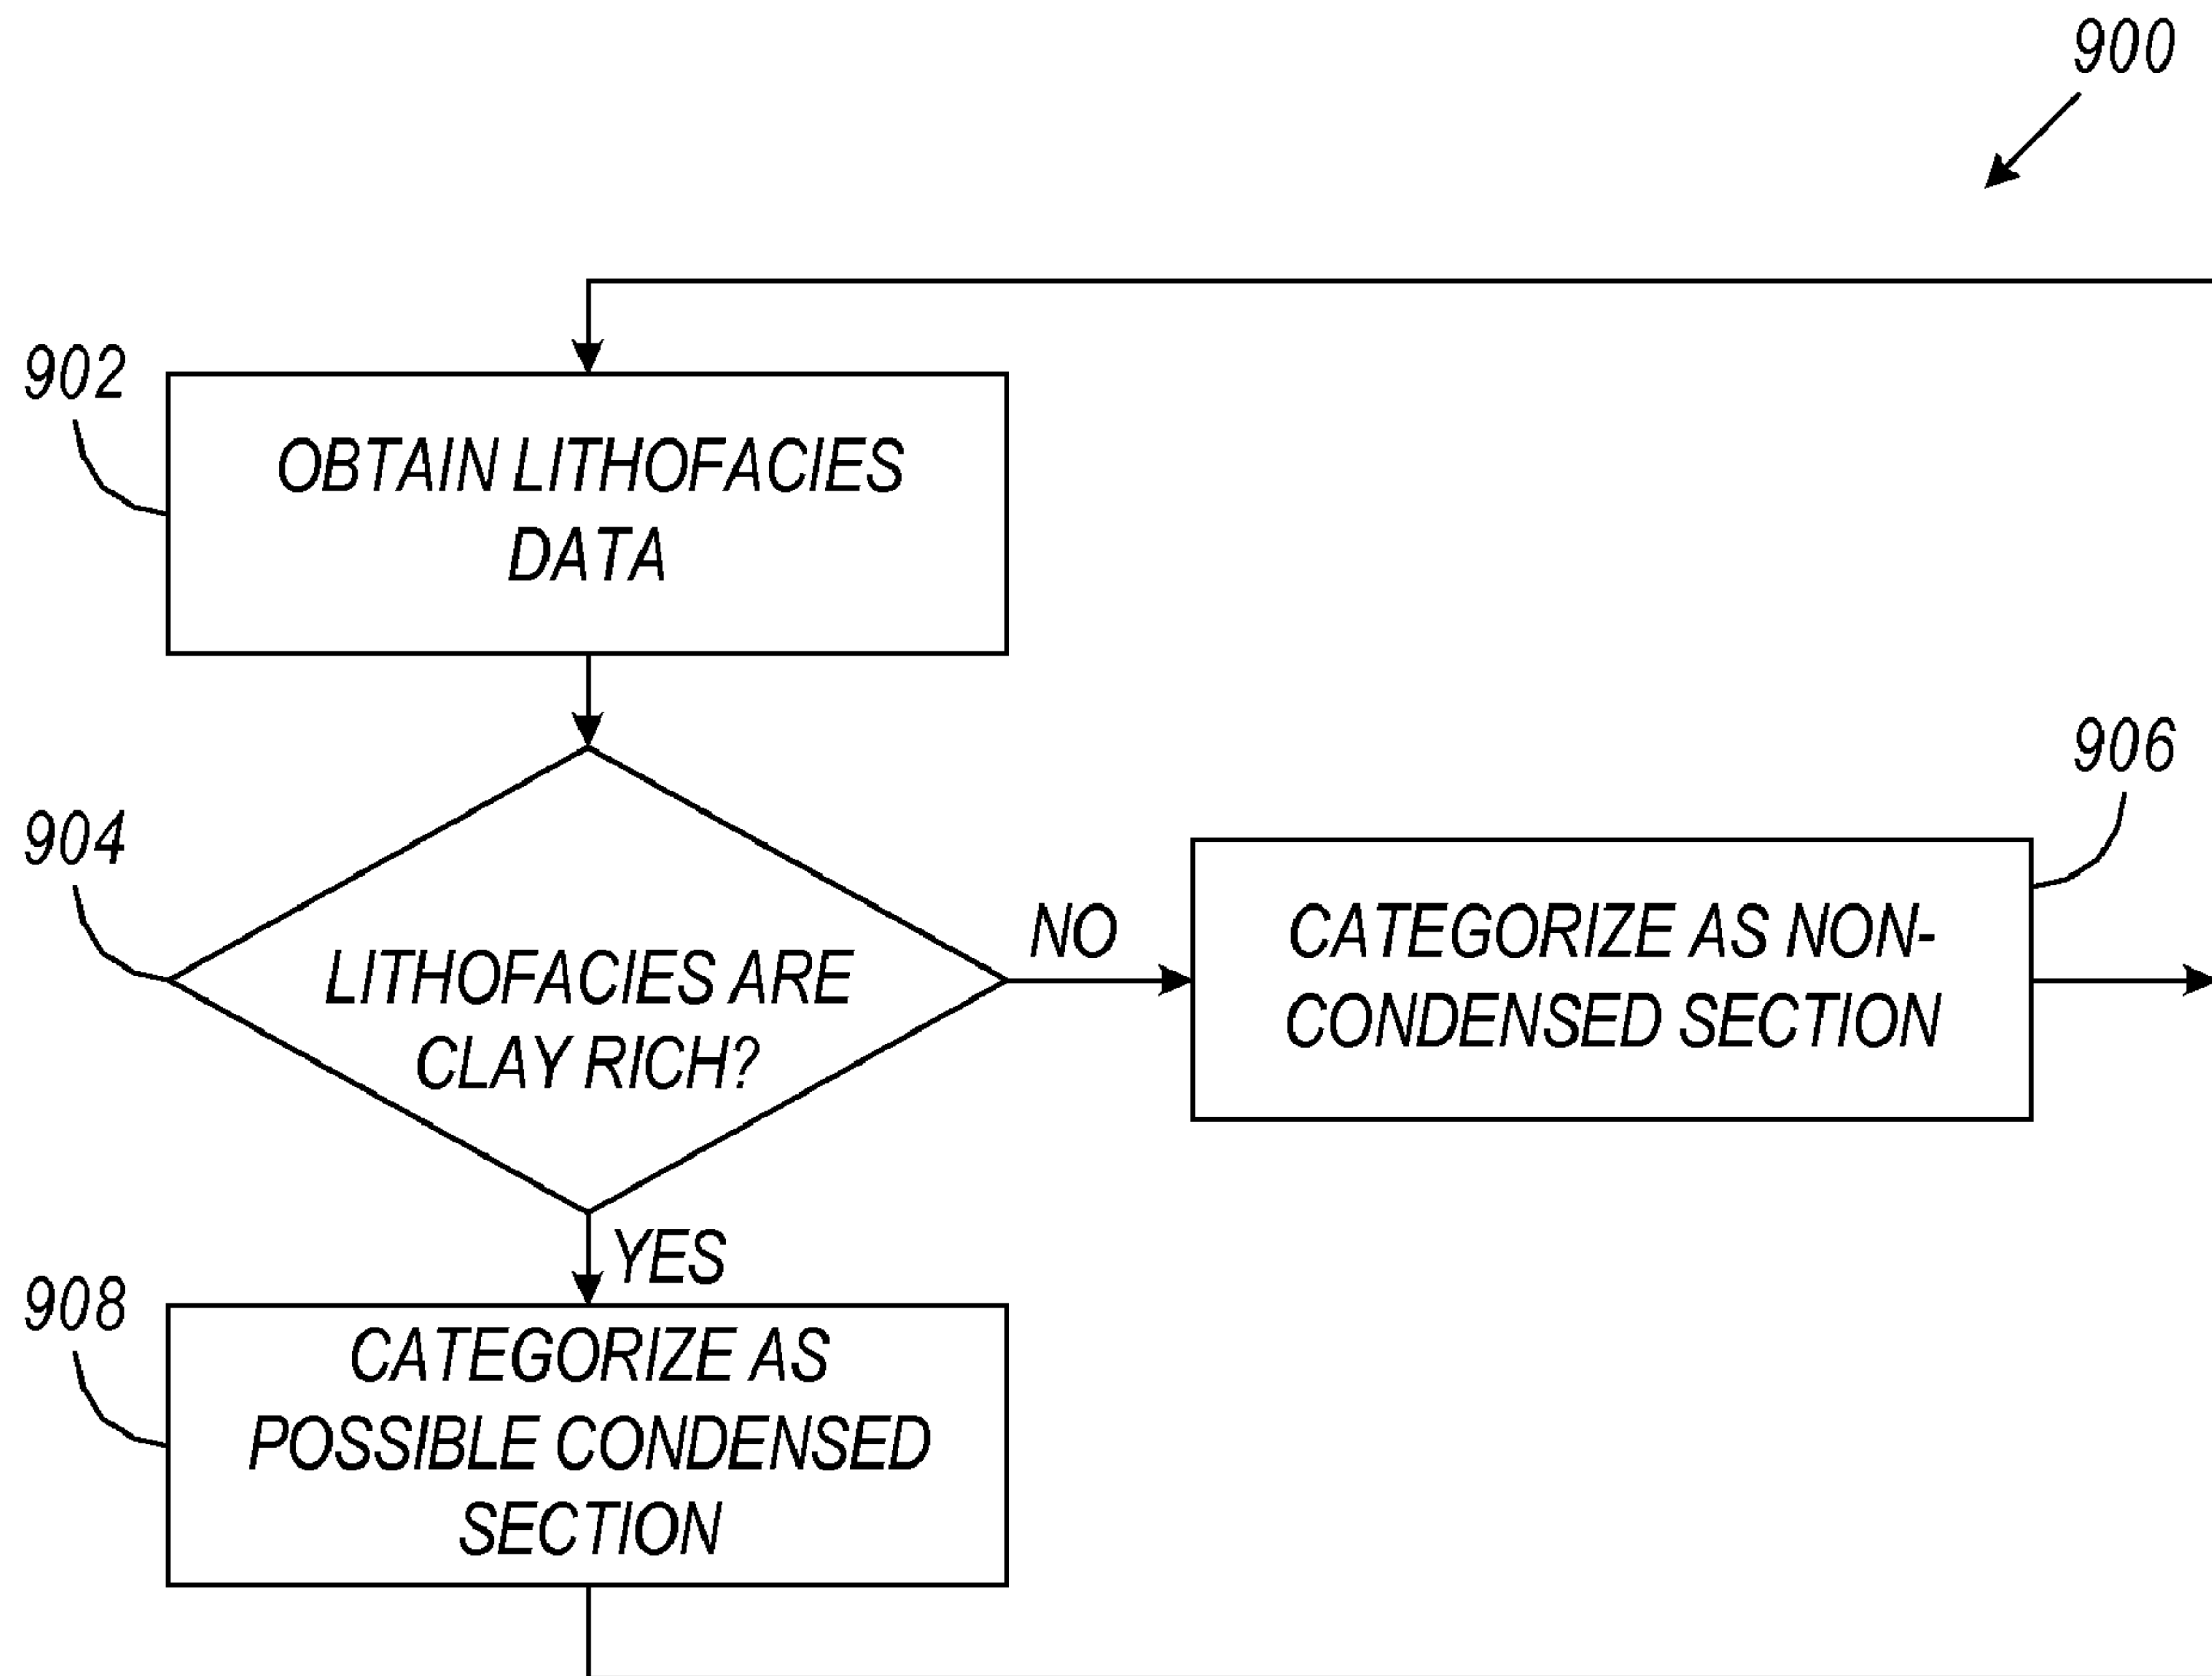 900
902
OBTAIN LITHOFACIES
DATA
904
LITHOFACIES ARE
CLAY RICH?
NO
906
CATEGORIZE AS NON-
CONDENSED SECTION
YES
908
CATEGORIZE AS
POSSIBLE CONDENSED
SECTION